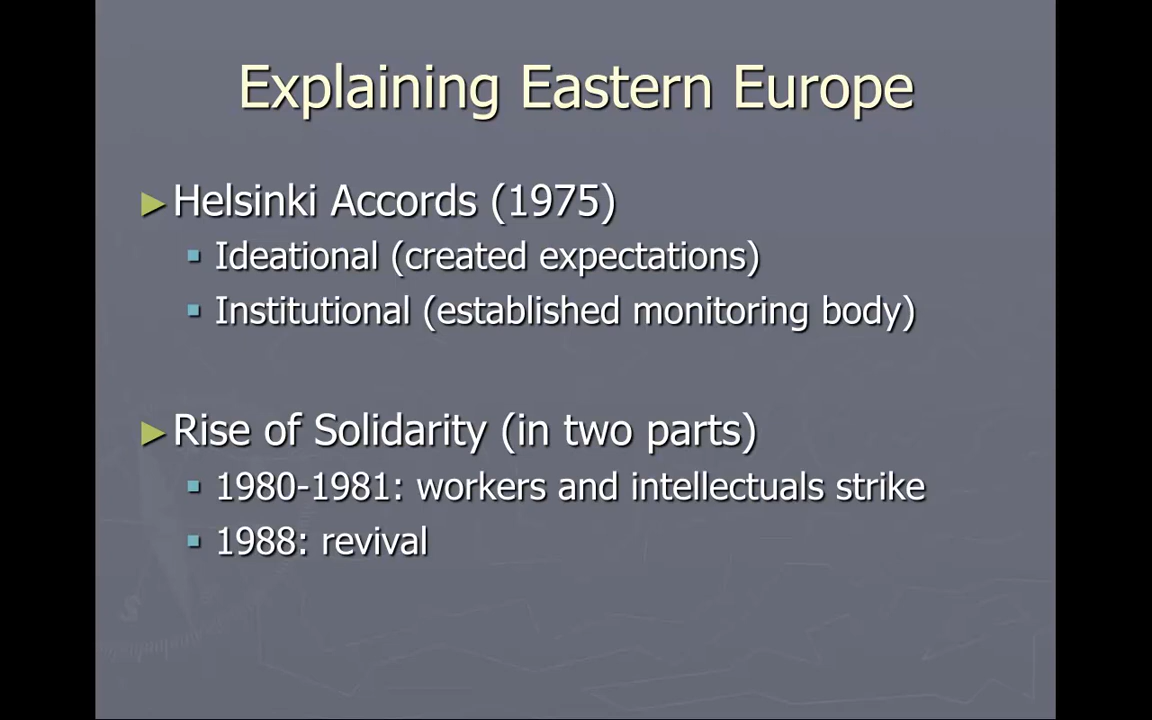 Explaining Eastern Europe
► Helsinki Accords (1975)
▪ Ideational (created expectations)
▪ Institutional (established monitoring body)
► Rise of Solidarity (in two parts)
▪ 1980-1981: workers and intellectuals strike
▪ 1988: revival